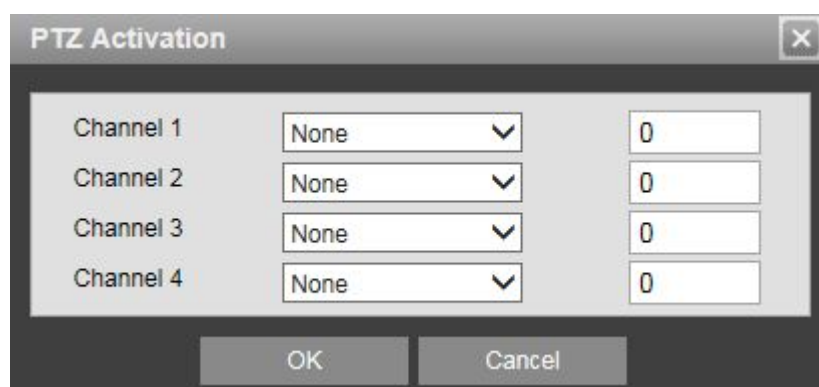 PTZ Activation
Channel 1 None 0
Channel 2 None 0
Channel 3 None 0
Channel 4 None 0
OK Cancel